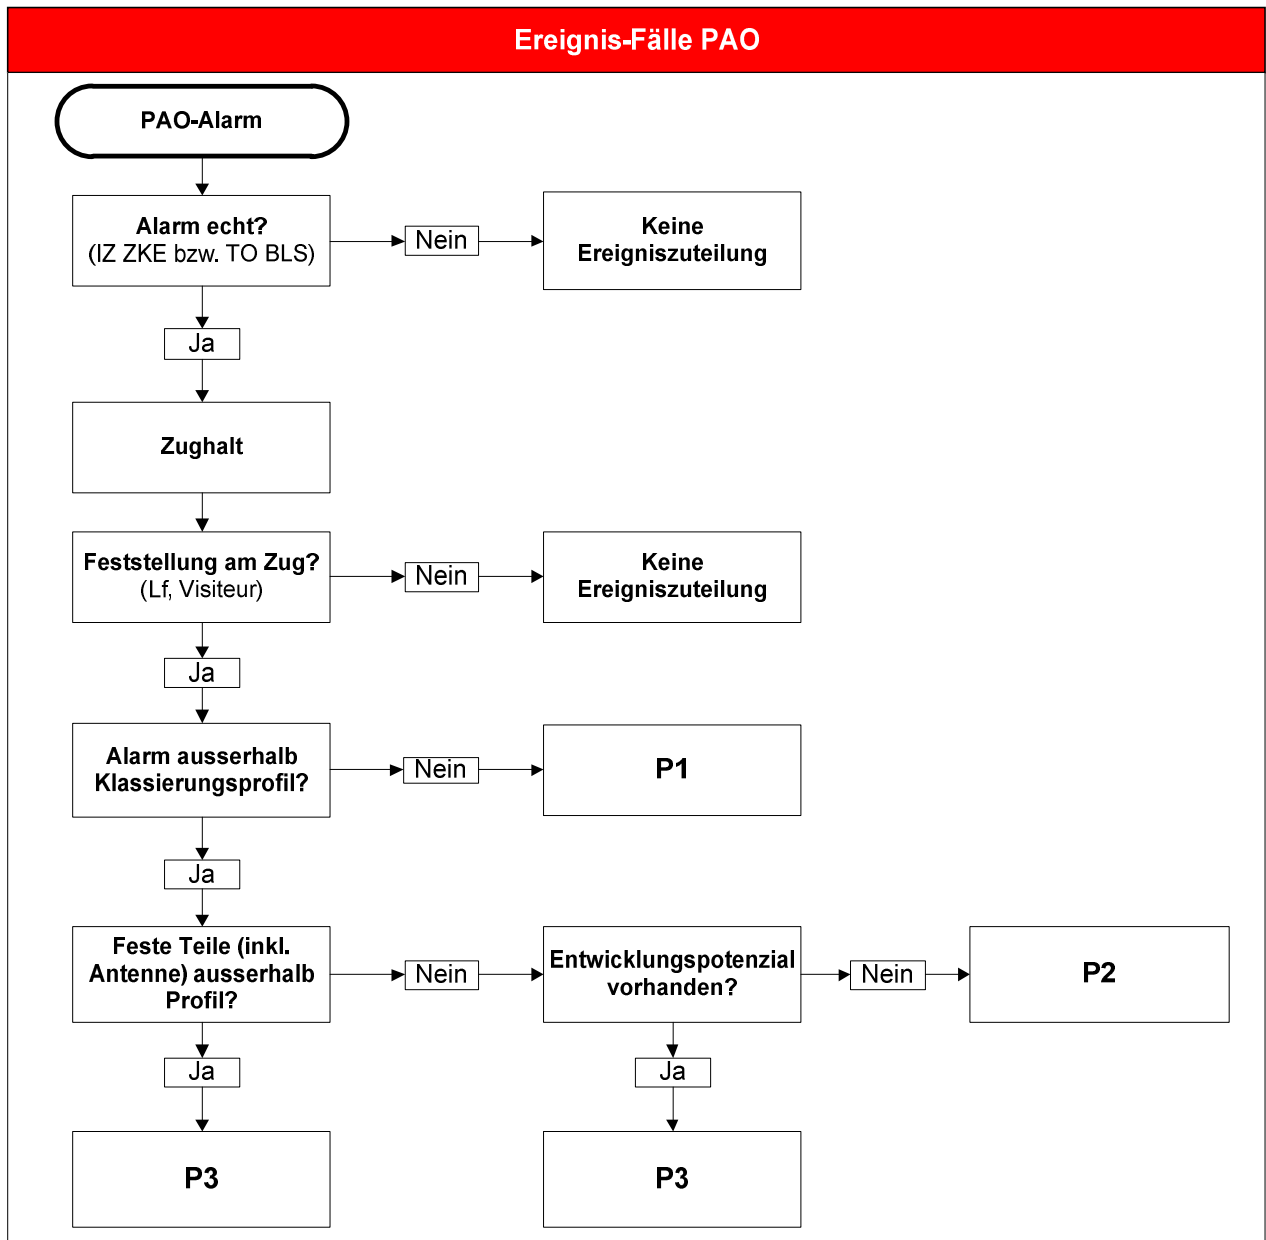 Ereignis-Fälle PAO
PAO-Alarm
Alarm echt?
(IZ ZKE bzw. TO BLS)
Nein
Keine
Ereigniszuteilung
Ja
Zughalt
Feststellung am Zug?
(Lf, Visiteur)
Nein
Keine
Ereigniszuteilung
Ja
Alarm ausserhalb
Klassierungsprofil?
Nein
P1
Ja
Feste Teile (inkl.
Antenne) ausserhalb
Profil?
Nein
Entwicklungspotenzial
vorhanden?
Nein
P2
Ja
Ja
P3
P3